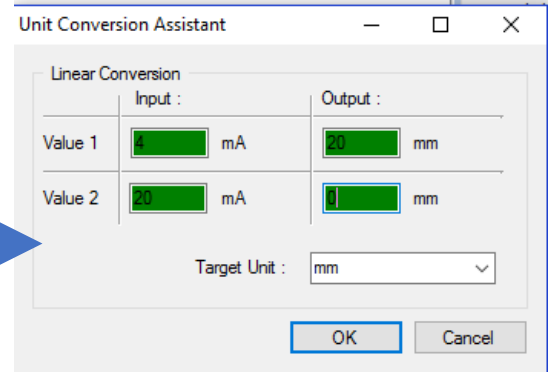 Unit Conversion Assistant
Linear Conversion
Input : Output :
Value 1 4 mA 20 mm
Value 2 20 mA 0 mm
Target Unit : mm
OK Cancel